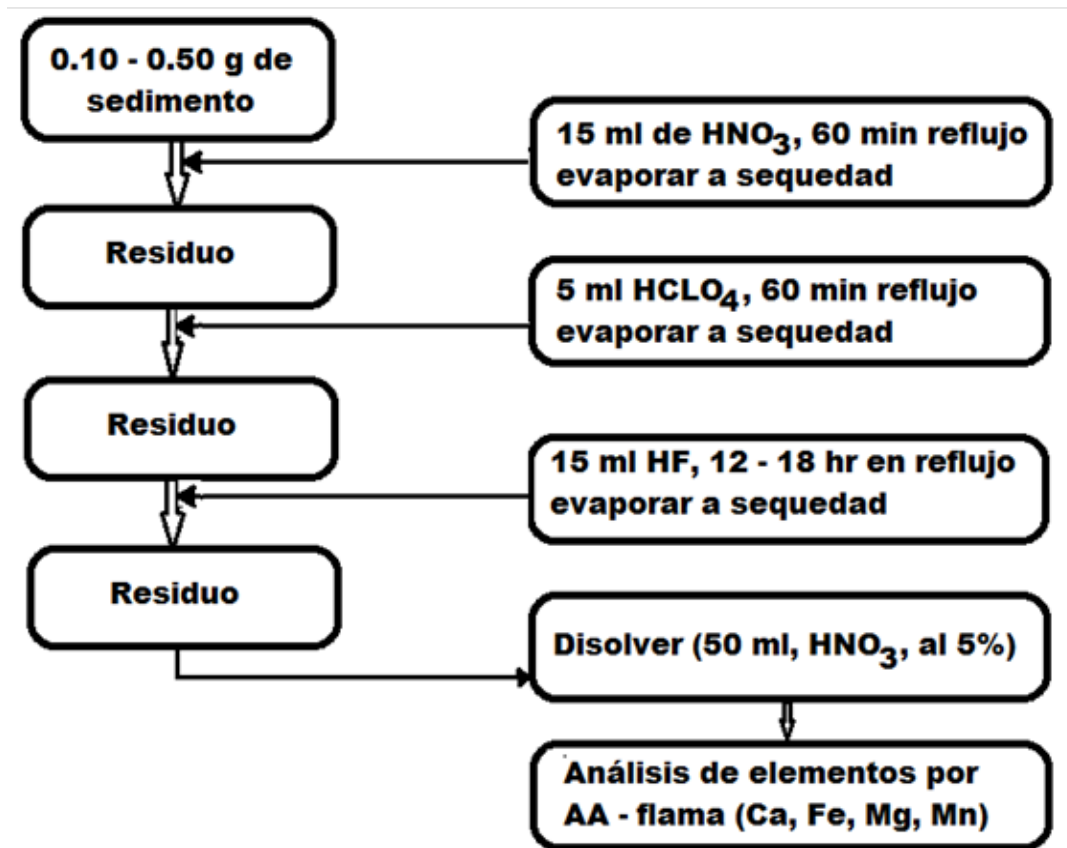 0.10 - 0.50 g de
sedimento
15 ml de HNO3, 60 min reflujo
evaporar a sequedad
Residuo
5 ml HCLO4, 60 min reflujo
evaporar a sequedad
Residuo
15 ml HF, 12 - 18 hr en reflujo
evaporar a sequedad
Residuo
Disolver (50 ml, HNO3, al 5%)
Análisis de elementos por
AA - flama (Ca, Fe, Mg, Mn)